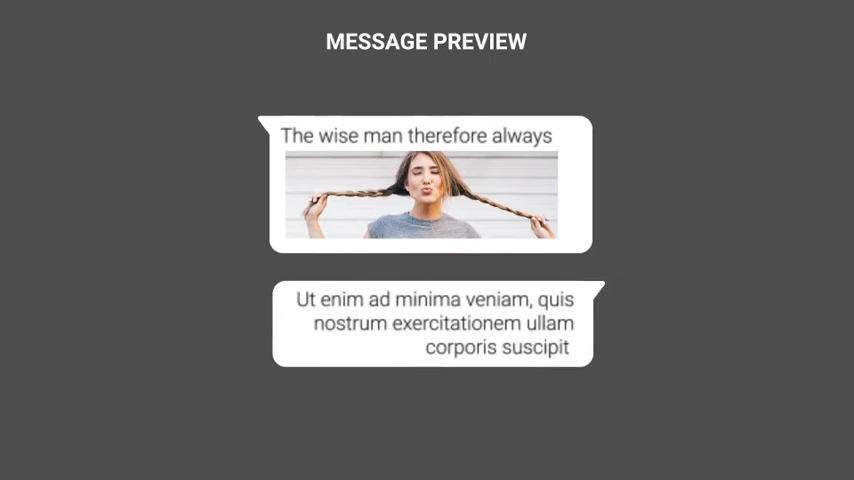 MESSAGE PREVIEW
The wise man therefore always
Ut enim ad minima veniam, quis
nostrum exercitationem ullam
corporis suscipit